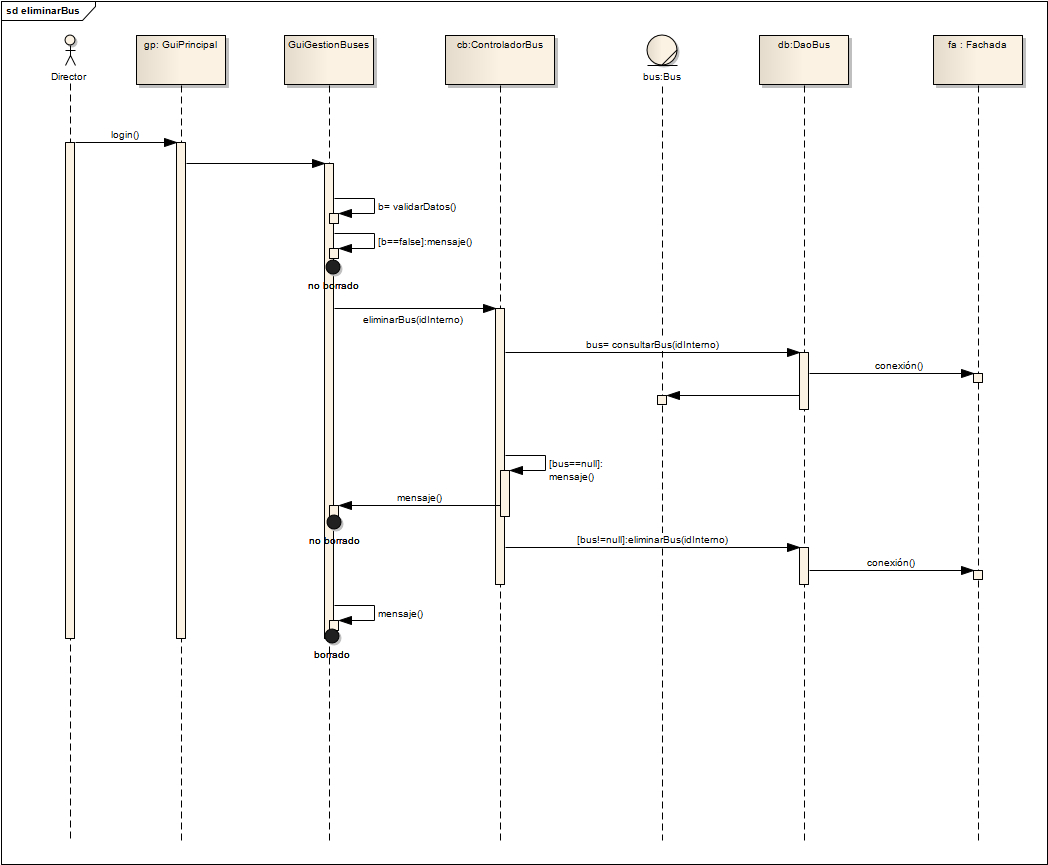 sd eliminarBus
Director
gp: GuiPrincipal
GuiGestionBuses
cb:ControladorBus
bus:Bus
db:DaoBus
fa : Fachada
login()
b= validarDatos()
[b==false]:mensaje()
no borrado
eliminarBus(idInterno)
bus= consultarBus(idInterno)
conexión()
[bus==null]:
mensaje()
mensaje()
no borrado
[bus!=null]:eliminarBus(idInterno)
conexión()
mensaje()
borrado